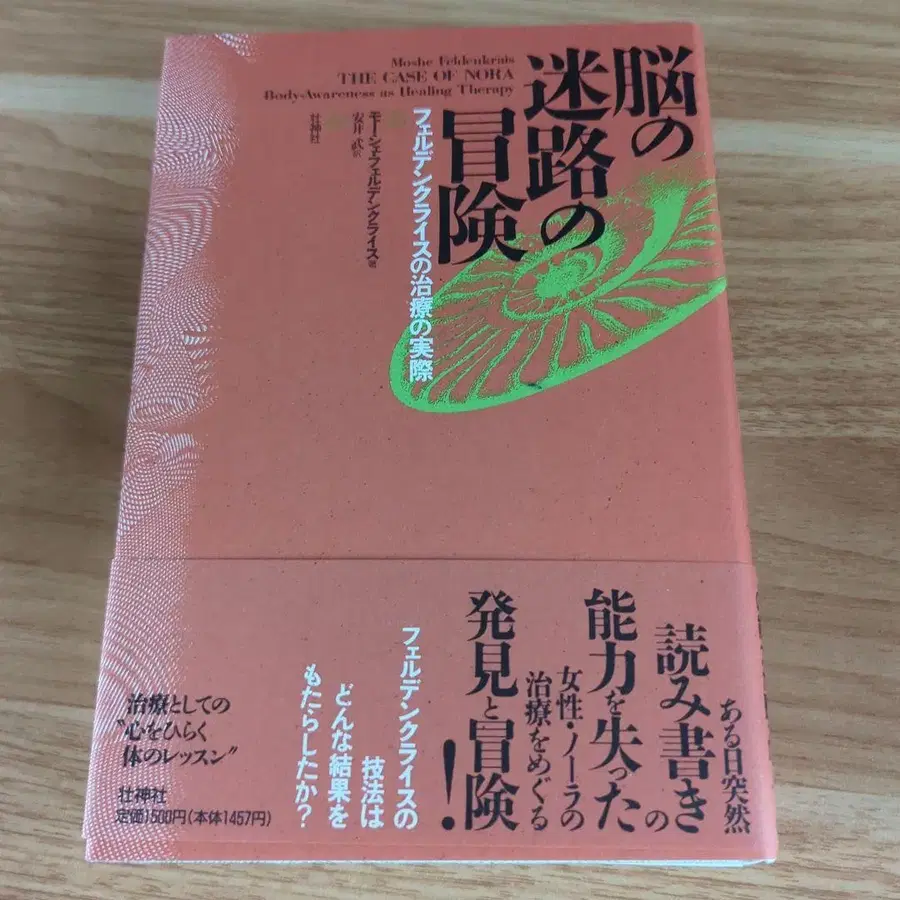 Moshe Feldenkrais
THE CASE OF NORA
Body-Awareness as Healing Therapy
脳の
迷路の
冒険
フェルデンクライスの治療の実際
モーシェ・フェルデンクライス著
安井武訳
壮神社
ある日突然
読み書きの
能力を失った
女性・ノーラの
治療をめぐる
発見と冒険!
フェルデンクライスの
技法は
どんな結果を
もたらしたか?
治療としての
〝心をひらく
体のレッスン〟
壮神社
定価1500円(本体1457円)